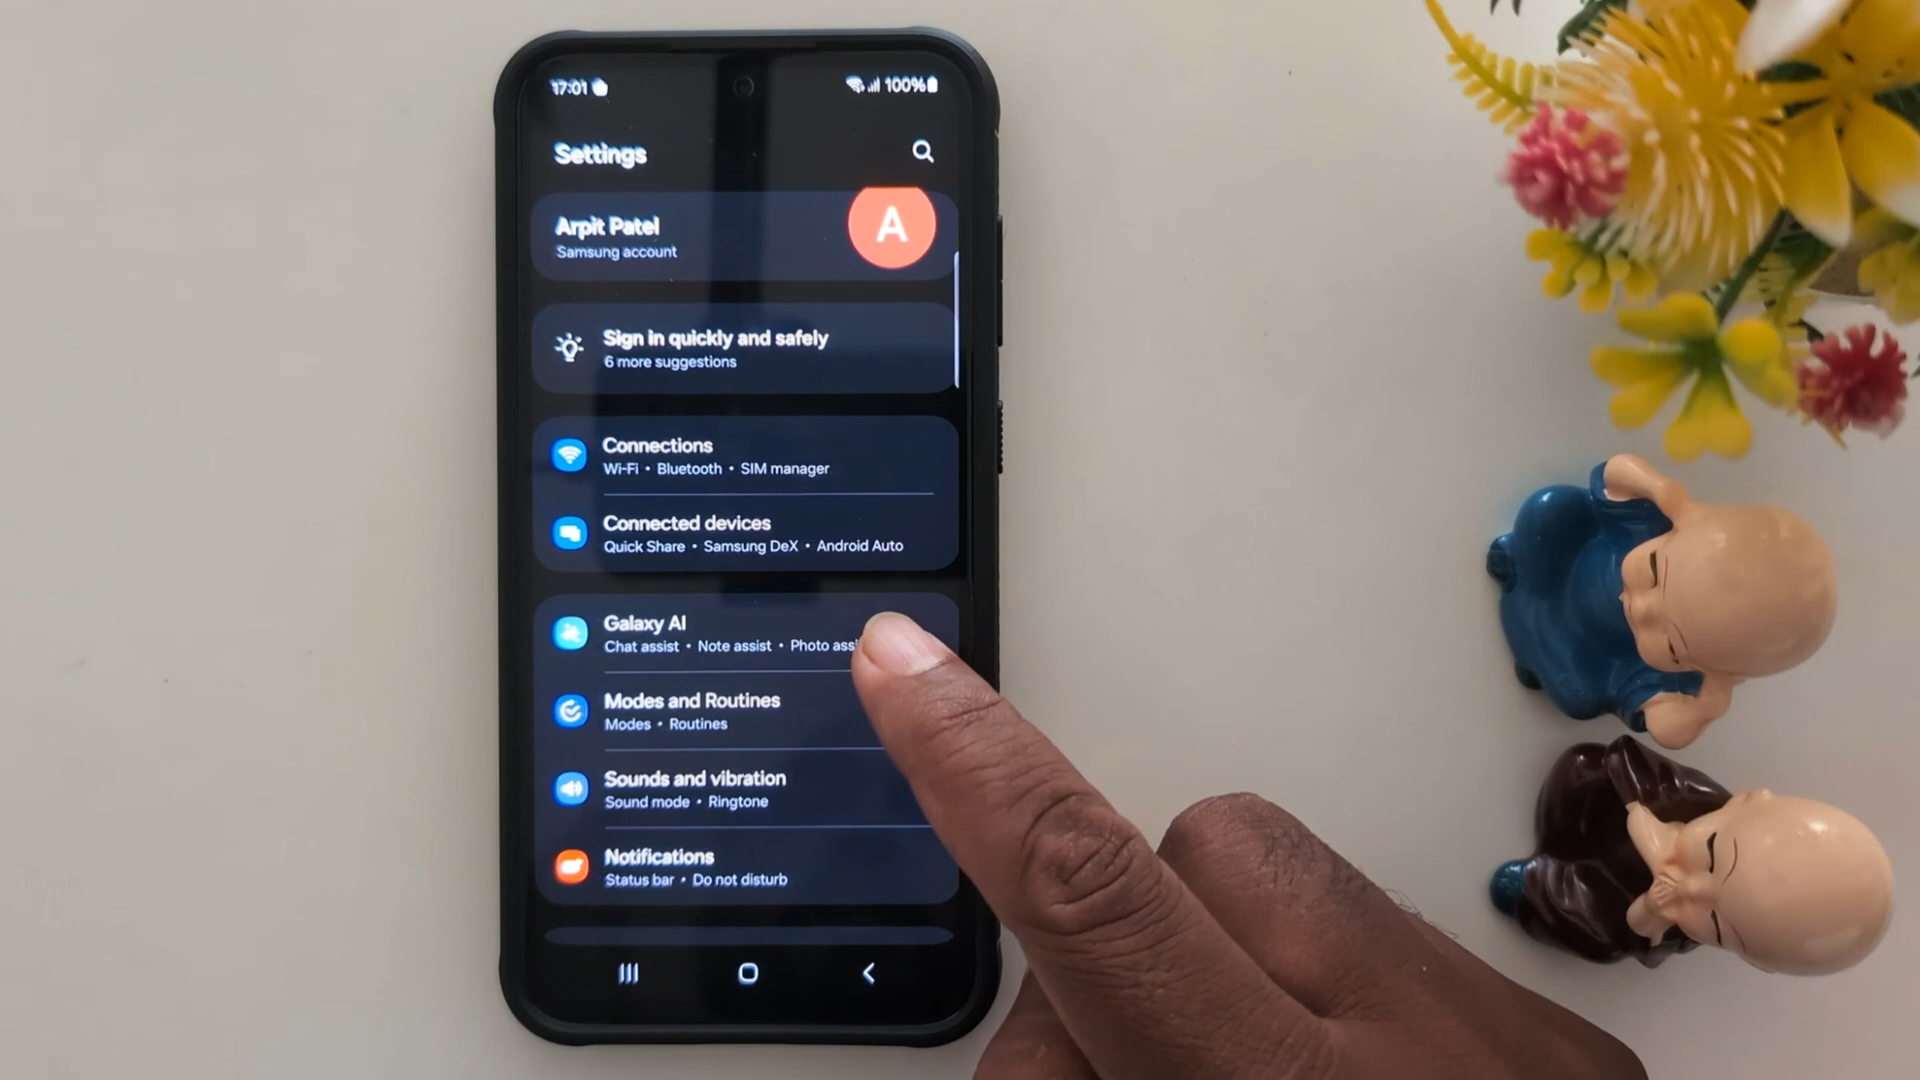 17:01 100%
Settings
Arpit Patel
Samsung account
A
Sign in quickly and safely
6 more suggestions
Connections
Wi-Fi • Bluetooth • SIM manager
Connected devices
Quick Share • Samsung DeX • Android Auto
Galaxy AI
Chat assist • Note assist • Photo assi
Modes and Routines
Modes • Routines
Sounds and vibration
Sound mode • Ringtone
Notifications
Status bar • Do not disturb